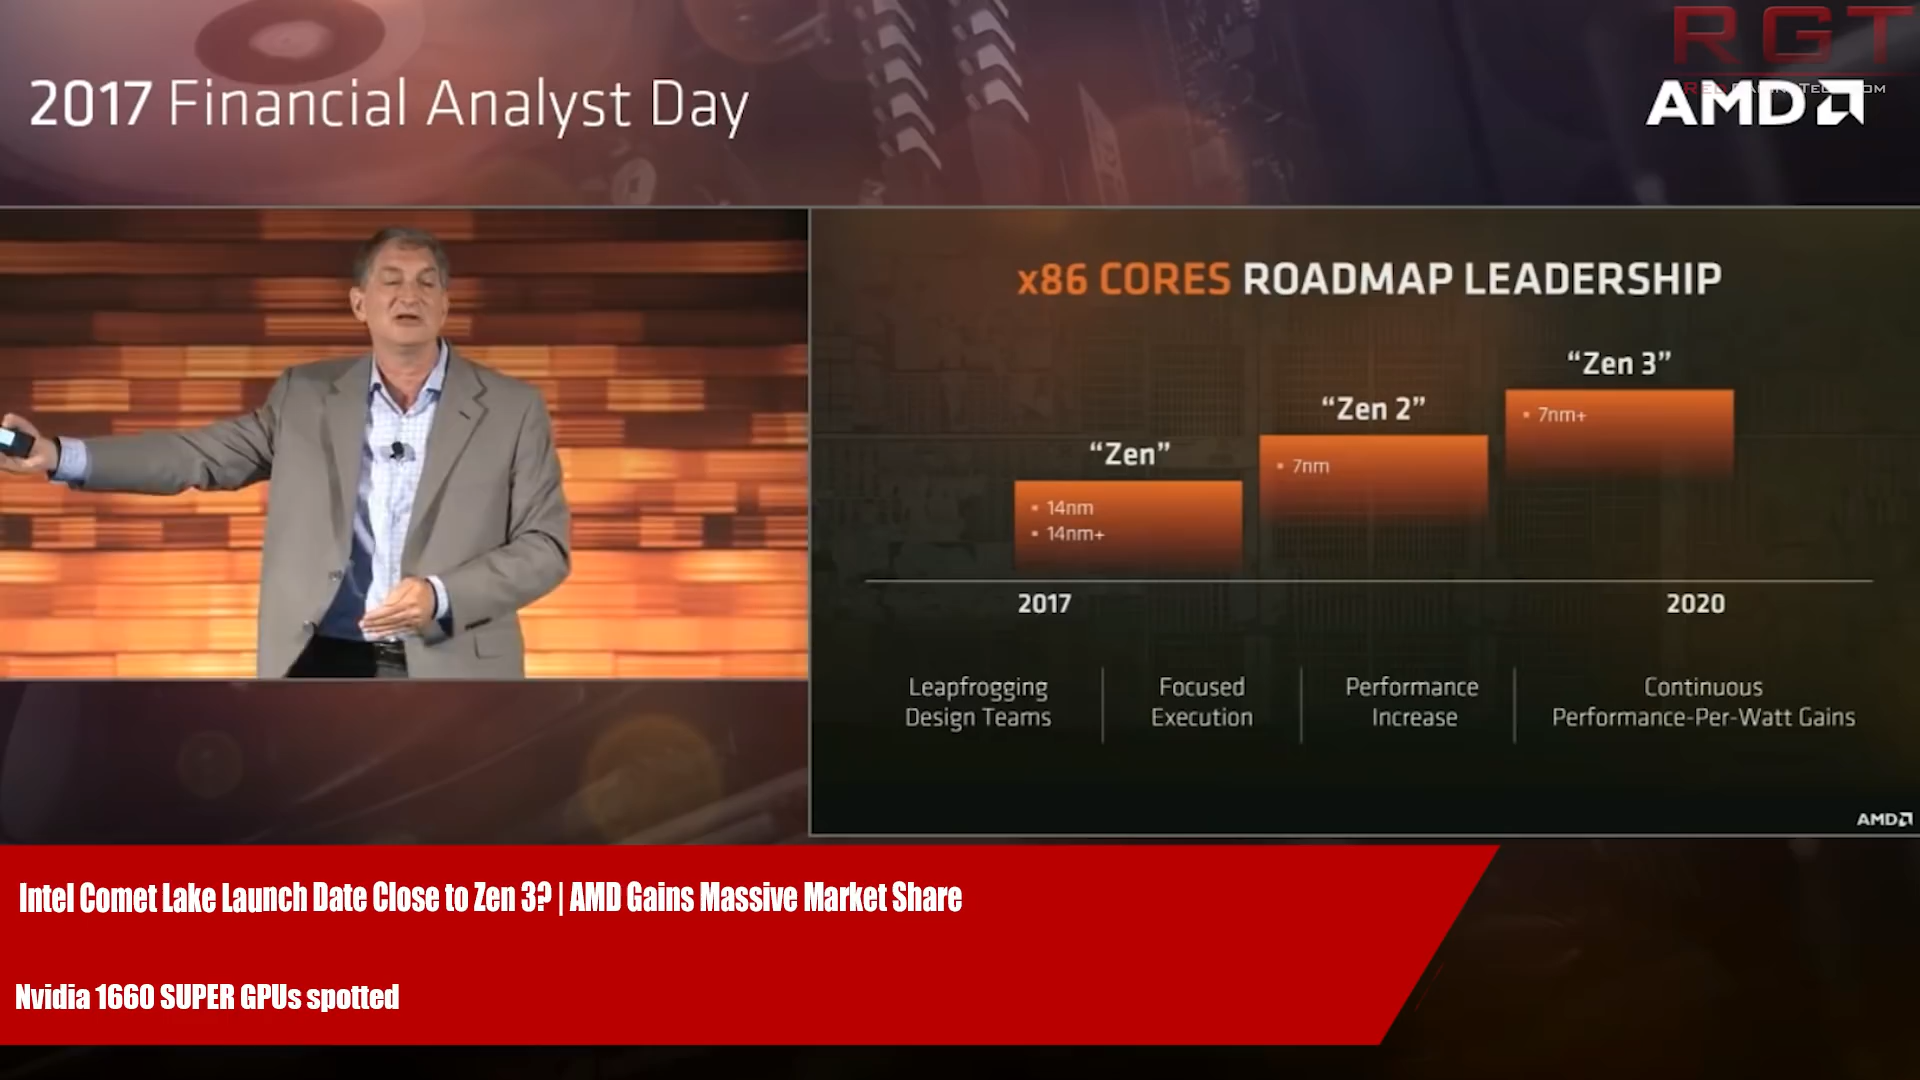 RGT
REDGAMINGTECH.COM
2017 Financial Analyst Day
AMD
x86 CORES ROADMAP LEADERSHIP
“Zen”
• 14nm
• 14nm+
“Zen 2”
• 7nm
“Zen 3”
• 7nm+
2017
2020
Leapfrogging
Design Teams
Focused
Execution
Performance
Increase
Continuous
Performance-Per-Watt Gains
AMD
Intel Comet Lake Launch Date Close to Zen 3? | AMD Gains Massive Market Share
Nvidia 1660 SUPER GPUs spotted